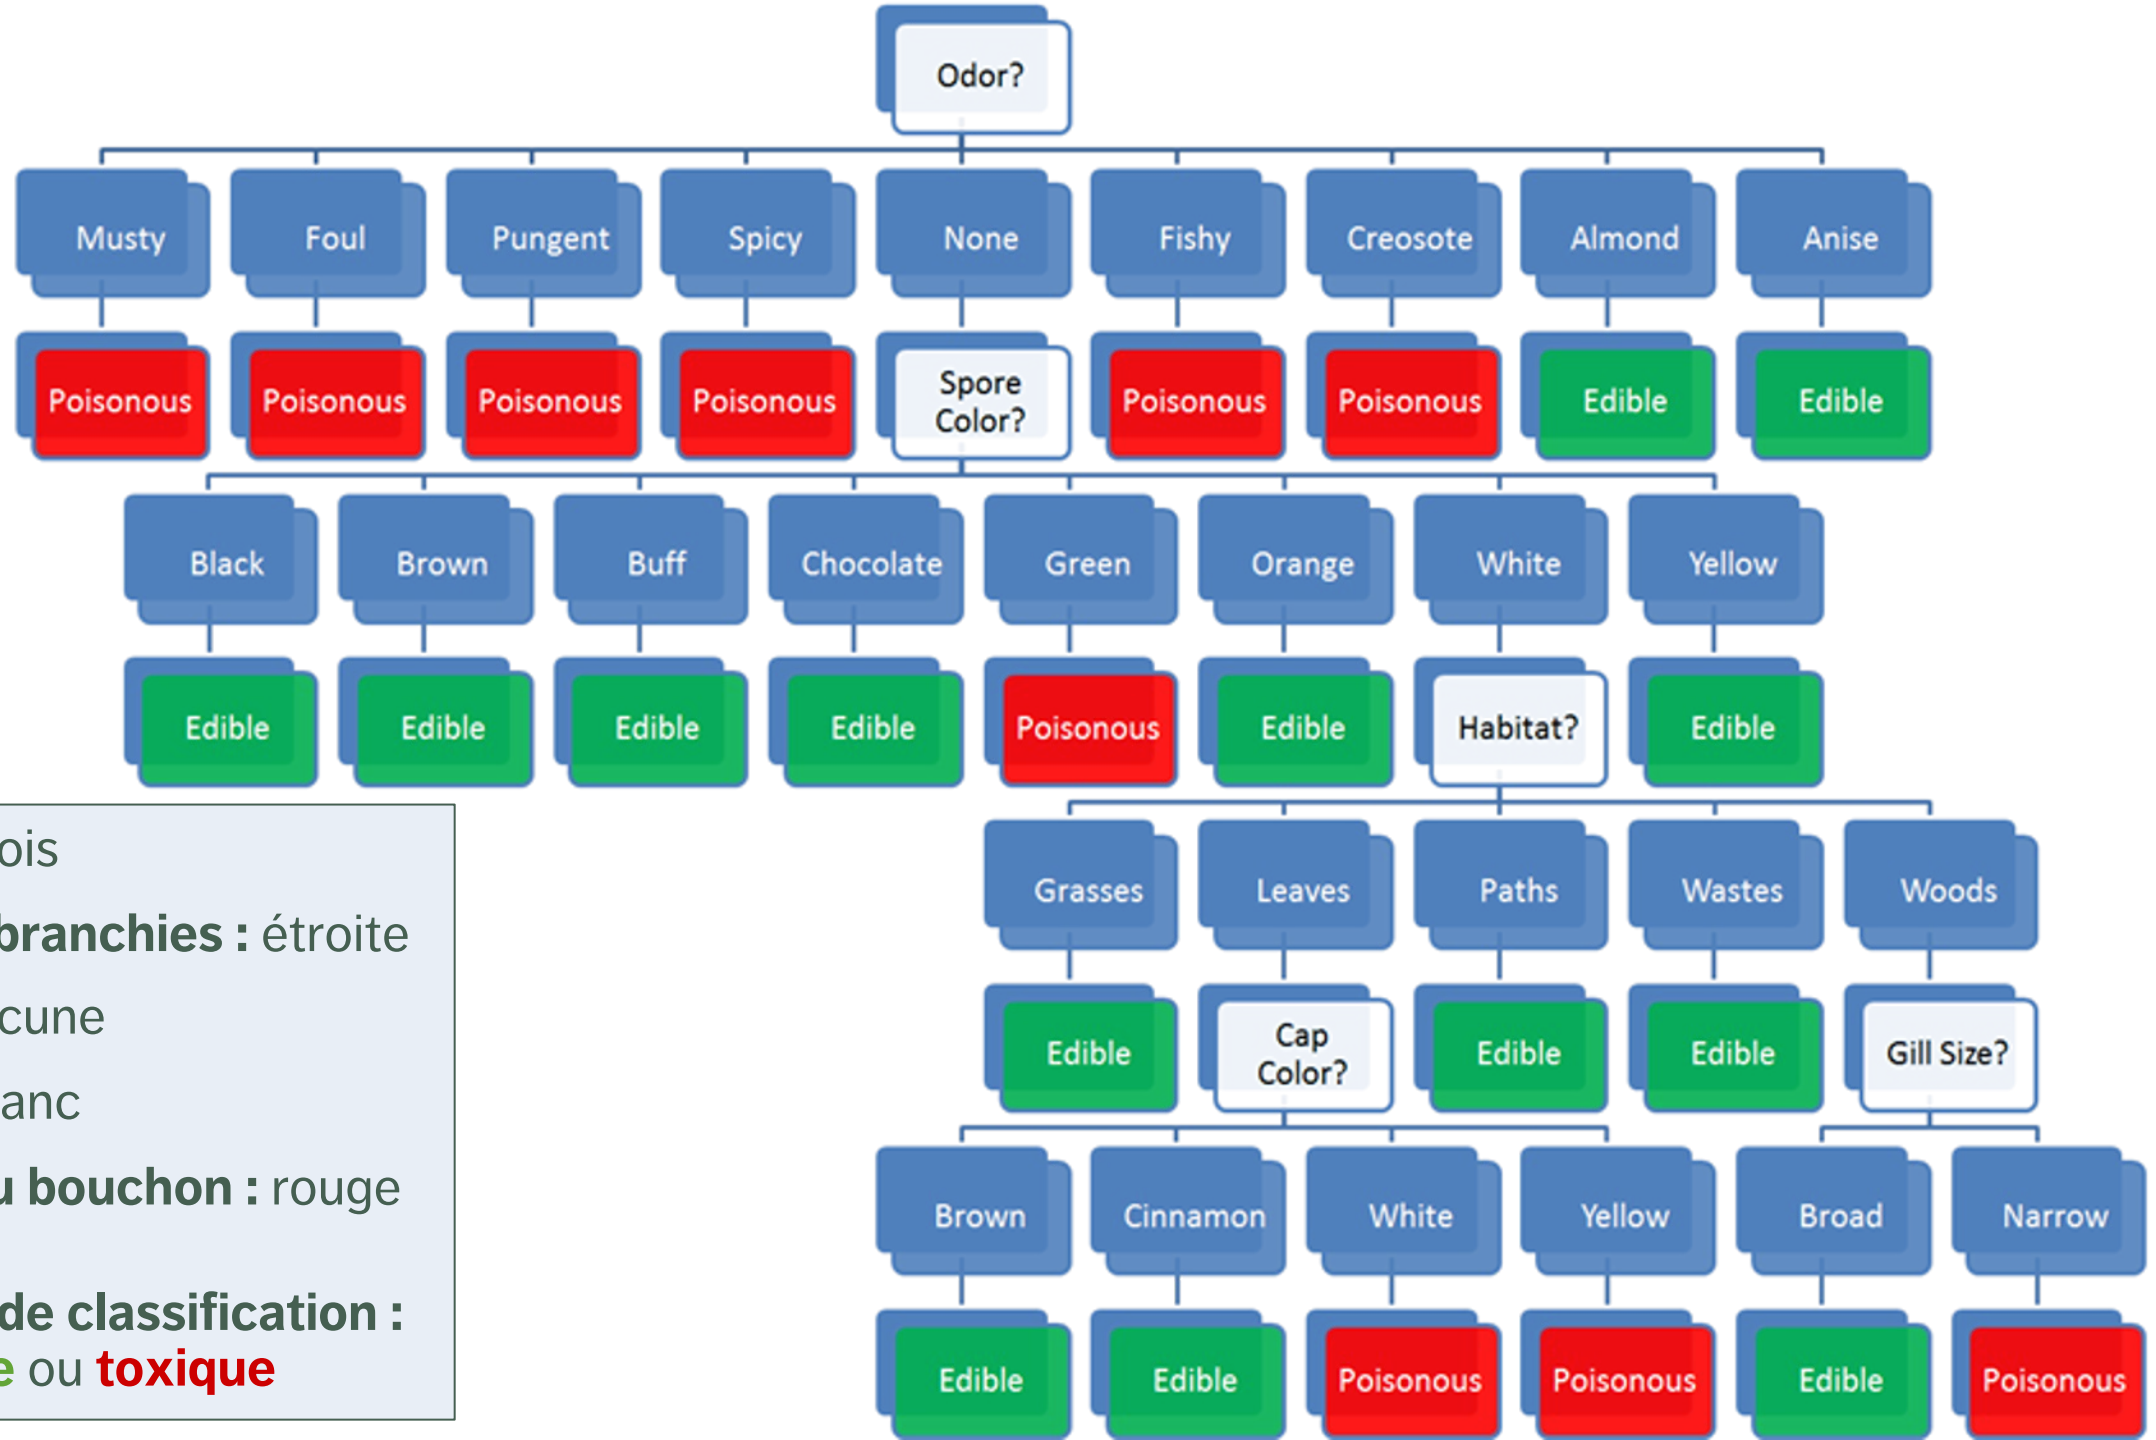 Odor?
Musty Foul Pungent Spicy None Fishy Creosote Almond Anise
Poisonous Poisonous Poisonous Poisonous Spore Color? Poisonous Poisonous Edible Edible
Black Brown Buff Chocolate Green Orange White Yellow
Edible Edible Edible Edible Poisonous Edible Habitat? Edible
Grasses Leaves Paths Wastes Woods
Edible Cap Color? Edible Edible Gill Size?
Brown Cinnamon White Yellow Broad Narrow
Edible Edible Poisonous Poisonous Edible Poisonous
ois
branchies : étroite
cune
anc
u bouchon : rouge
de classification :
e ou toxique